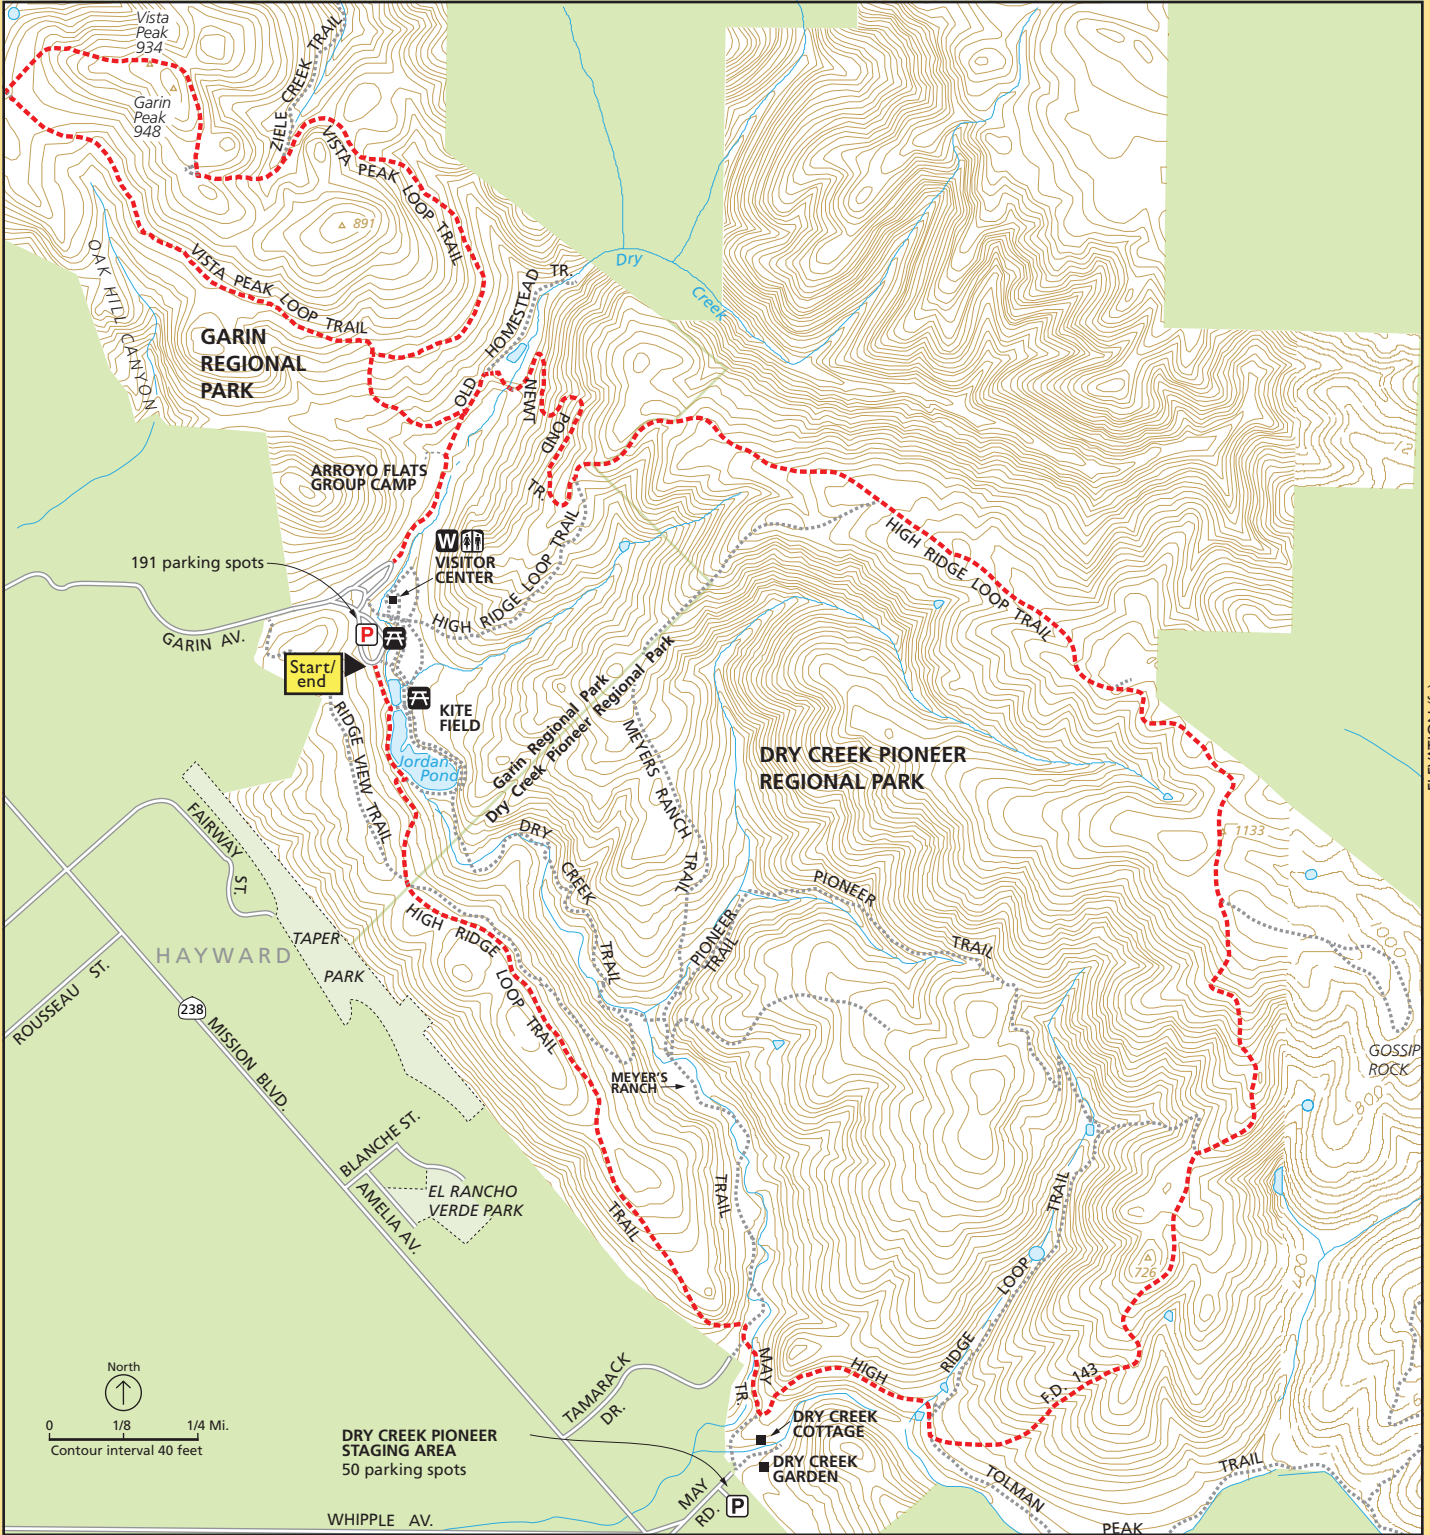 Vista
Peak
934
Garin
Peak
948
ZIELE CREEK TRAIL
VISTA PEAK LOOP TRAIL
891
OAK HILL CANYON
VISTA PEAK LOOP TRAIL
GARIN
REGIONAL
PARK
OLD HOMESTEAD TR.
Dry
Creek
NEWT
POND
TR.
ARROYO FLATS
GROUP CAMP
W
VISITOR
CENTER
191 parking spots
HIGH RIDGE LOOP TRAIL
HIGH RIDGE LOOP TRAIL
GARIN AV.
P
Start/
end
KITE
FIELD
Jordan
Pond
RIDGE VIEW TRAIL
Garin Regional Park
Dry Creek Pioneer Regional Park
MEYERS RANCH TRAIL
DRY CREEK PIONEER
REGIONAL PARK
1133
FAIRWAY ST.
DRY CREEK TRAIL
PIONEER TRAIL
PIONEER
TRAIL
HIGH RIDGE LOOP TRAIL
TAPER
PARK
HAYWARD
ROUSSEAU ST.
238
MISSION BLVD.
GOSSIP
ROCK
MEYER'S
RANCH
BLANCHE ST.
AMELIA AV.
EL RANCHO
VERDE PARK
TRAIL
TRAIL
TRAIL
LOOP
RIDGE
HIGH
726
F.D. 143
MAY
TR.
North
0 1/8 1/4 Mi.
Contour interval 40 feet
TAMARACK
DR.
DRY CREEK
COTTAGE
DRY CREEK PIONEER
STAGING AREA
50 parking spots
DRY CREEK
GARDEN
MAY
RD.
P
TOLMAN
PEAK
TRAIL
WHIPPLE AV.